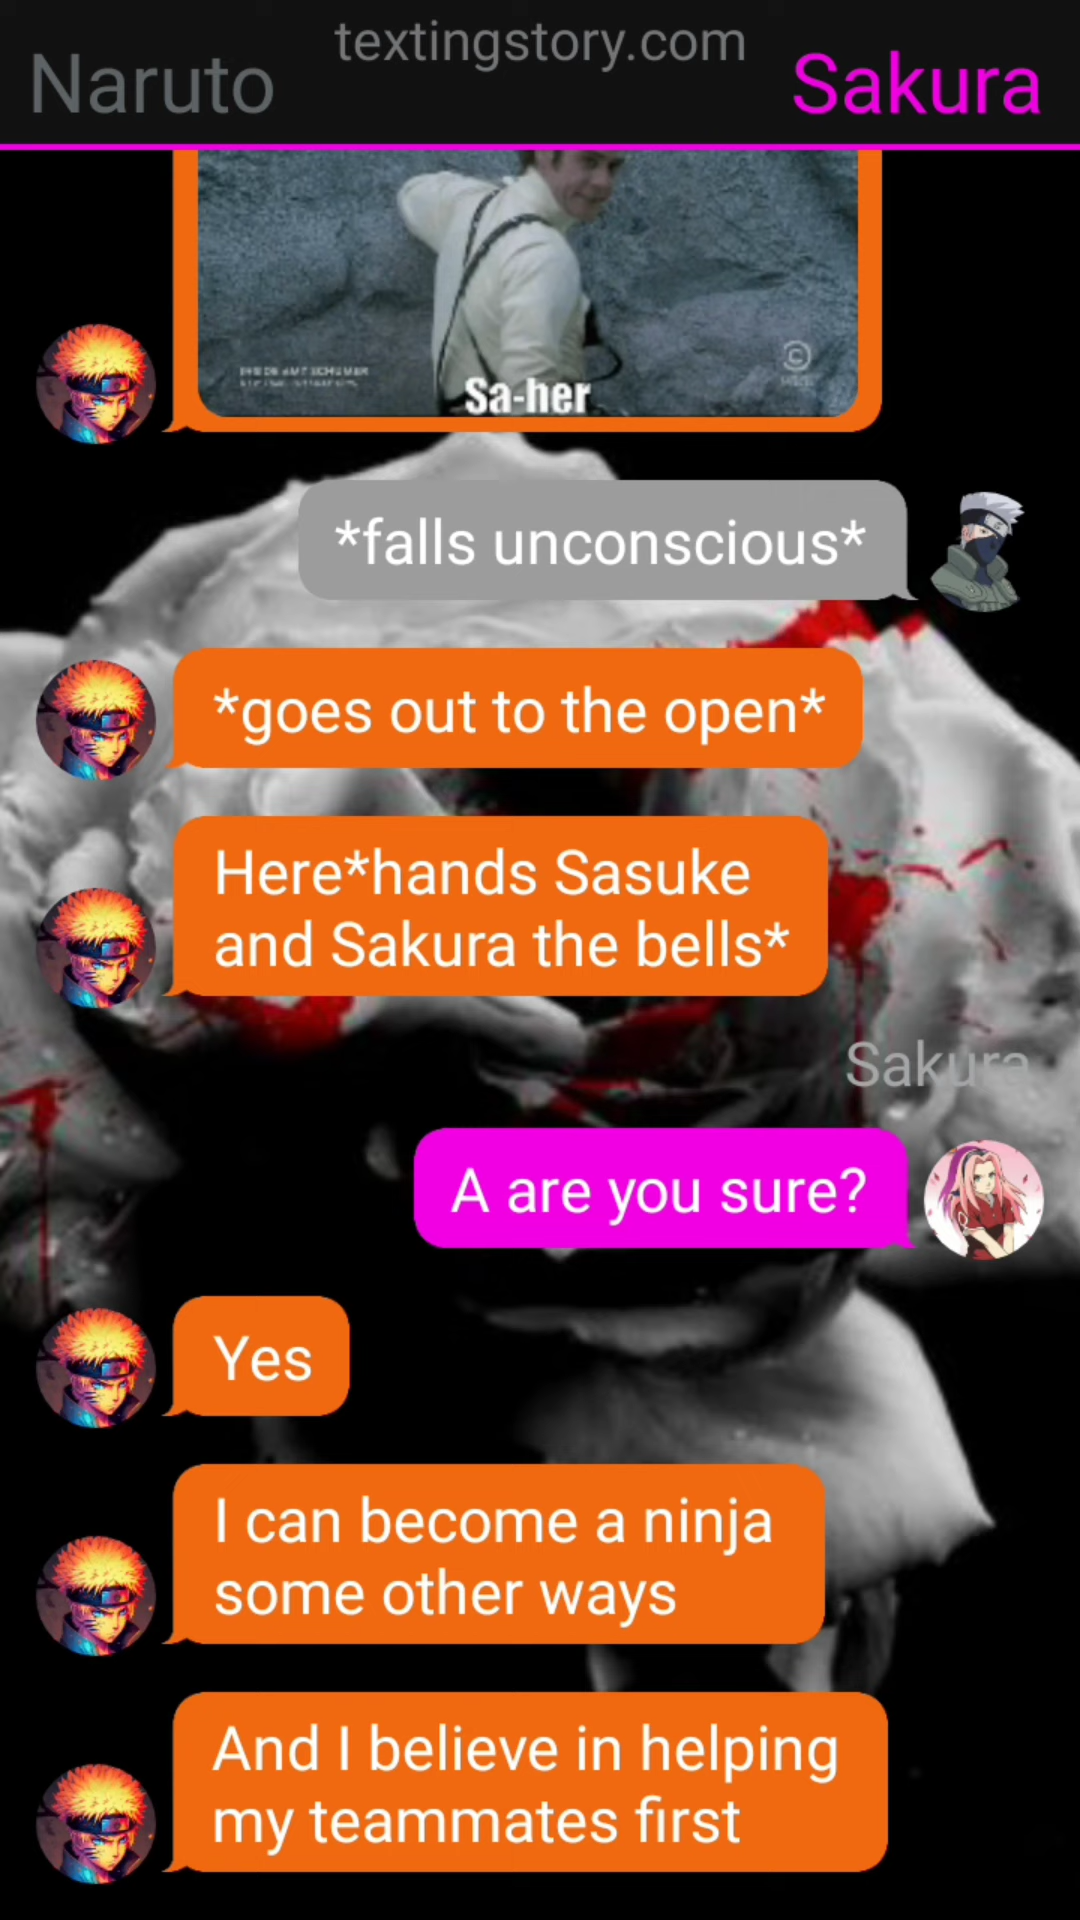 textingstory.com
Naruto
Sakura
Sa-her
*falls unconscious*
*goes out to the open*
Here*hands Sasuke
and Sakura the bells*
Sakura
A are you sure?
Yes
I can become a ninja
some other ways
And I believe in helping
my teammates first